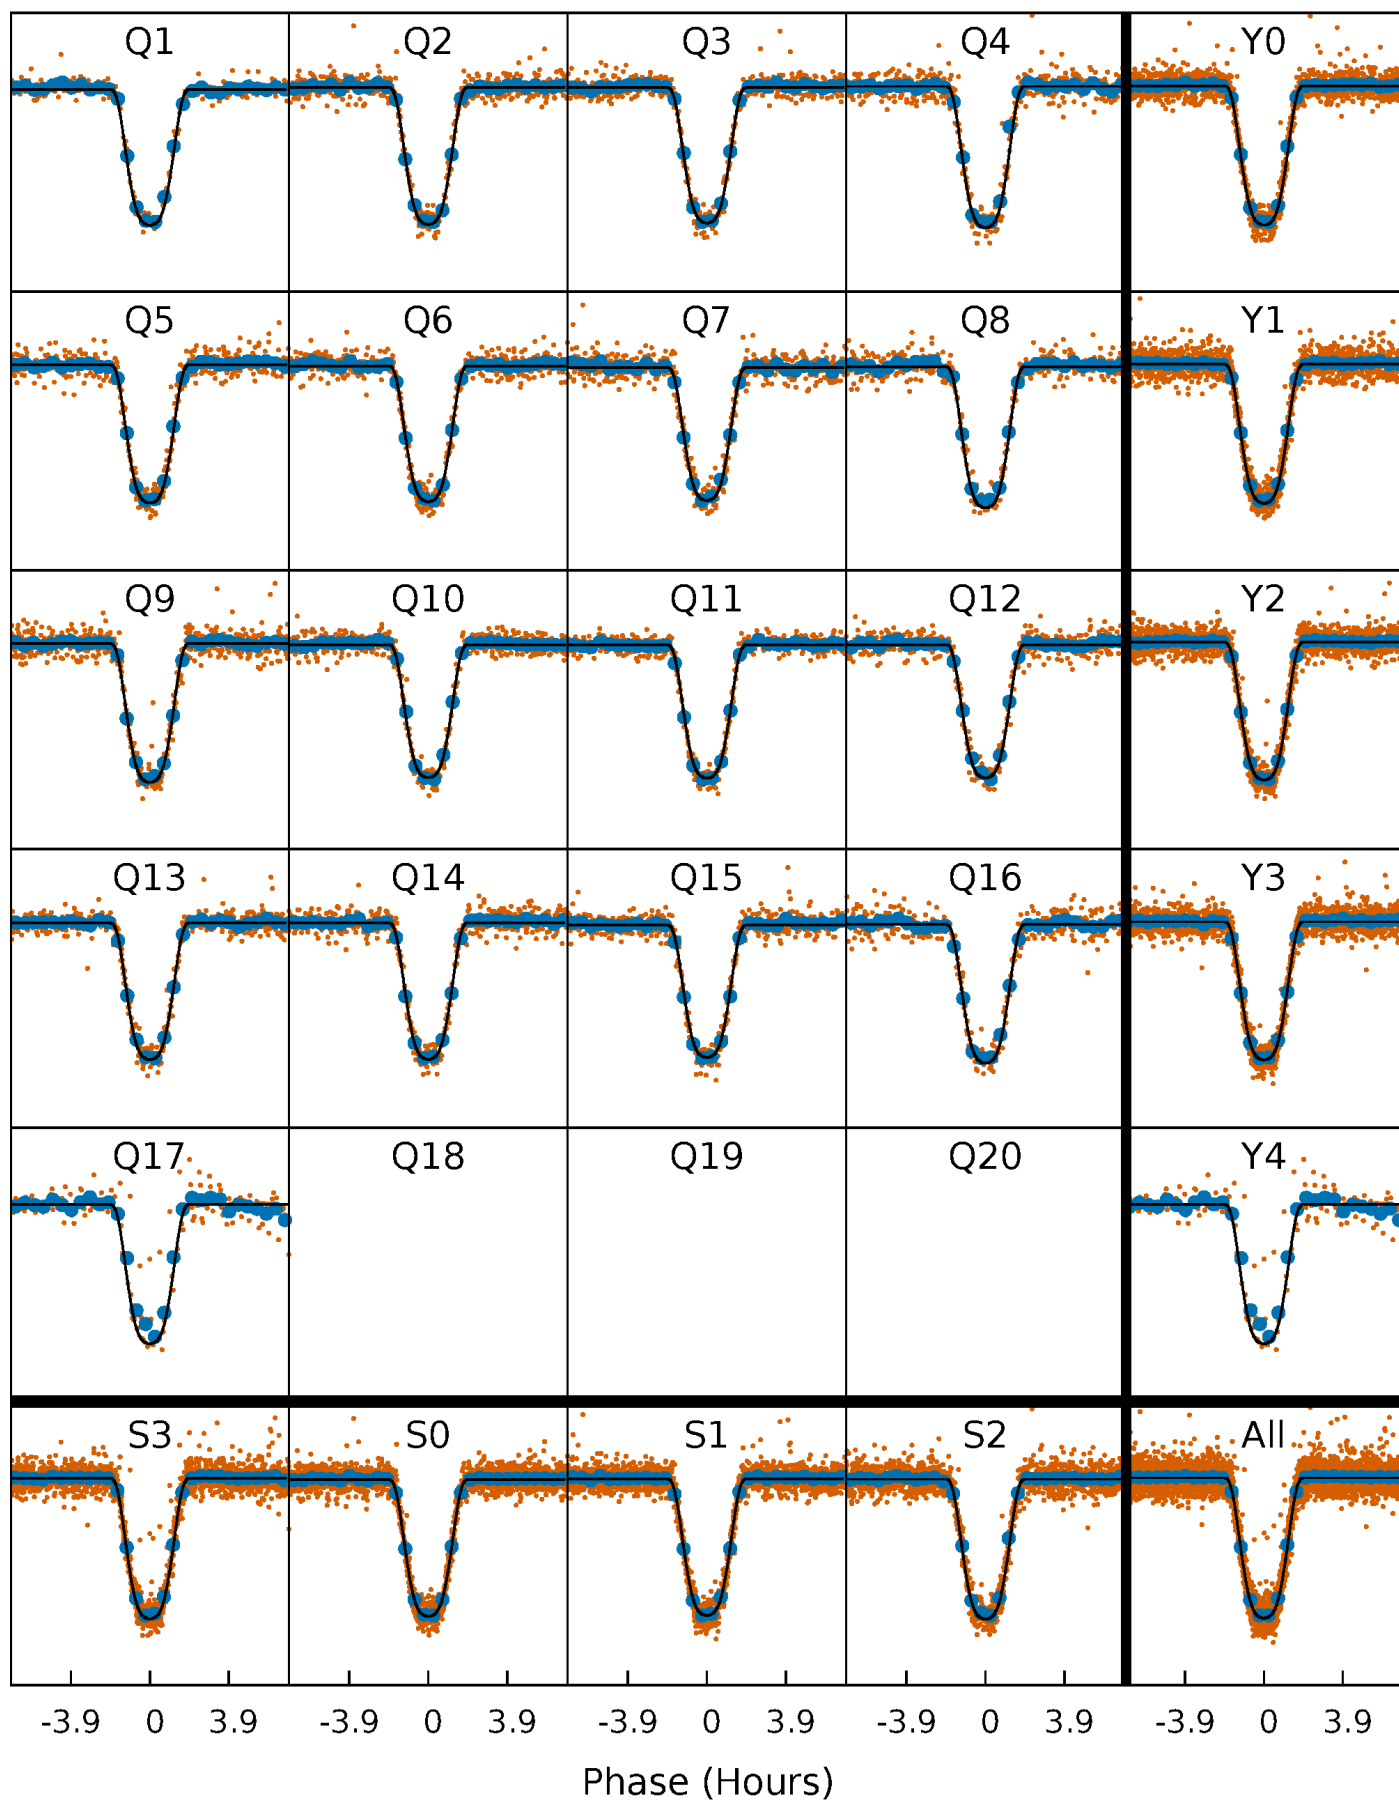 Q1 Q2 Q3 Q4 Y0
Q5 Q6 Q7 Q8 Y1
Q9 Q10 Q11 Q12 Y2
Q13 Q14 Q15 Q16 Y3
Q17 Q18 Q19 Q20 Y4
S3 S0 S1 S2 All
-3.9 0 3.9 -3.9 0 3.9 -3.9 0 3.9 -3.9 0 3.9 -3.9 0 3.9
Phase (Hours)